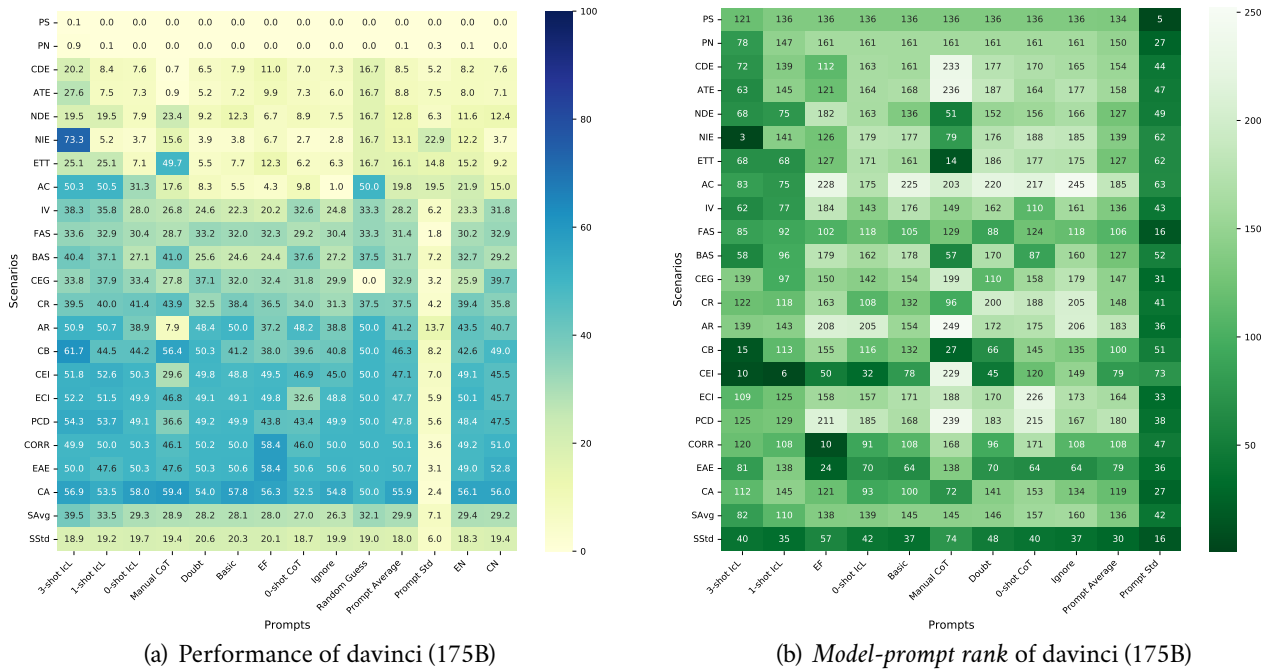 PS 0.1 0.0 0.0 0.0 0.0 0.0 0.0 0.0 0.0 0.0 0.0 0.0 0.0 0.0
PN 0.9 0.1 0.0 0.0 0.0 0.0 0.0 0.0 0.0 0.0 0.1 0.3 0.1 0.0
CDE 20.2 8.4 7.6 0.7 6.5 7.9 11.0 7.0 7.3 16.7 8.5 5.2 8.2 7.6
ATE 27.6 7.5 7.3 0.9 5.2 7.2 9.9 7.3 6.0 16.7 8.8 7.5 8.0 7.1
NDE 19.5 19.5 7.9 23.4 9.2 12.3 6.7 8.9 7.5 16.7 12.8 6.3 11.6 12.4
NIE 73.3 5.2 3.7 15.6 3.9 3.8 6.7 2.7 2.8 16.7 13.1 22.9 12.2 3.7
ETT 25.1 25.1 7.1 49.7 5.5 7.7 12.3 6.2 6.3 16.7 16.1 14.8 15.2 9.2
AC 50.3 50.5 31.3 17.6 8.3 5.5 4.3 9.8 1.0 50.0 19.8 19.5 21.9 15.0
IV 38.3 35.8 28.0 26.8 24.6 22.3 20.2 32.6 24.8 33.3 28.2 6.2 23.3 31.8
FAS 33.6 32.9 30.4 28.7 33.2 32.0 32.3 29.2 30.4 33.3 31.4 1.8 30.2 32.9
BAS 40.4 37.1 27.1 41.0 25.6 24.6 24.4 37.6 27.2 37.5 31.7 7.2 32.7 29.2
CEG 33.8 37.9 33.4 27.8 37.1 32.0 32.4 31.8 29.9 0.0 32.9 3.2 25.9 39.7
CR 39.5 40.0 41.4 43.9 32.5 38.4 36.5 34.0 31.3 37.5 37.5 4.2 39.4 35.8
AR 50.9 50.7 38.9 7.9 48.4 50.0 37.2 48.2 38.8 50.0 41.2 13.7 43.5 40.7
CB 61.7 44.5 44.2 56.4 50.3 41.2 38.0 39.6 40.8 50.0 46.3 8.2 42.6 49.0
CEI 51.8 52.6 50.3 29.6 49.8 48.8 49.5 46.9 45.0 50.0 47.1 7.0 49.1 45.5
ECI 52.2 51.5 49.9 46.8 49.1 49.1 49.8 32.6 48.8 50.0 47.7 5.9 50.1 45.7
PCD 54.3 53.7 49.1 36.6 49.2 49.9 43.8 43.4 49.9 50.0 47.8 5.6 48.4 47.5
CORR 49.9 50.0 50.3 46.1 50.2 50.0 58.4 46.0 50.0 50.0 50.1 3.6 49.2 51.0
EAE 50.0 47.6 50.3 47.6 50.3 50.6 58.4 50.6 50.6 50.0 50.7 3.1 49.0 52.8
CA 56.9 53.5 58.0 59.4 54.0 57.8 56.3 52.5 54.8 50.0 55.9 2.4 56.1 56.0
SAvg 39.5 33.5 29.3 28.9 28.2 28.1 28.0 27.0 26.3 32.1 29.9 7.1 29.4 29.2
SStd 18.9 19.2 19.7 19.4 20.6 20.3 20.1 18.7 19.9 19.0 18.0 6.0 18.3 19.4
Scenarios
3-shot IcL 1-shot IcL 0-shot IcL Manual CoT Doubt Basic EF 0-shot CoT Ignore Random Guess Prompt Average Prompt Std EN CN
Prompts
100
80
60
40
20
0
(a) Performance of davinci (175B)
PS 121 136 136 136 136 136 136 136 136 134 5
PN 78 147 161 161 161 161 161 161 161 150 27
CDE 72 139 112 163 161 233 177 170 165 164 44
ATE 63 145 121 164 168 236 187 164 177 158 47
NDE 68 75 182 163 136 51 152 156 166 127 49
NIE 3 141 126 179 177 79 176 188 185 139 62
ETT 68 68 127 171 161 14 186 177 175 127 62
AC 83 75 228 175 225 203 220 217 245 185 63
IV 62 77 184 143 176 149 162 110 161 136 43
FAS 85 92 102 118 105 129 88 124 118 106 16
BAS 58 96 179 162 178 57 170 87 160 127 52
CEG 139 97 150 142 154 199 110 158 179 147 31
CR 122 118 163 108 132 96 200 188 205 148 41
AR 139 143 208 205 154 249 172 175 206 183 36
CB 15 113 155 116 132 27 66 145 135 100 51
CEI 10 6 50 32 78 229 45 120 149 79 73
ECI 109 125 158 157 171 188 170 226 173 164 33
PCD 125 129 211 185 168 239 183 215 167 180 38
CORR 120 108 10 91 108 168 96 171 108 108 47
EAE 81 138 24 70 64 138 70 64 64 79 36
CA 112 145 121 93 100 72 141 153 134 119 27
SAvg 82 110 138 139 145 145 146 157 160 136 42
SStd 40 35 57 42 37 74 48 40 37 30 16
Scenarios
3-shot IcL 1-shot IcL EF 0-shot IcL Basic Manual CoT Doubt 0-shot CoT Ignore Prompt Average Prompt Std
Prompts
250
200
150
100
50
(b) Model-prompt rank of davinci (175B)